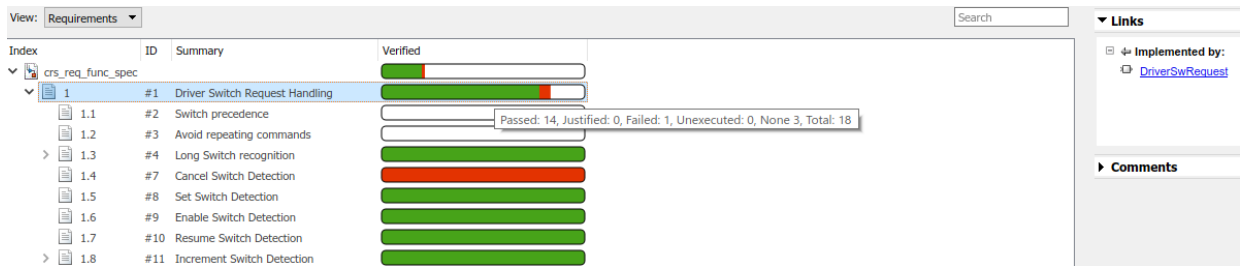 View: Requirements Search
Links
Index ID Summary Verified
Implemented by:
crs_req_func_spec
DriverSwRequest
1 #1 Driver Switch Request Handling
1.1 #2 Switch precedence
Passed: 14, Justified: 0, Failed: 1, Unexecuted: 0, None 3, Total: 18
1.2 #3 Avoid repeating commands
1.3 #4 Long Switch recognition
Comments
1.4 #7 Cancel Switch Detection
1.5 #8 Set Switch Detection
1.6 #9 Enable Switch Detection
1.7 #10 Resume Switch Detection
1.8 #11 Increment Switch Detection